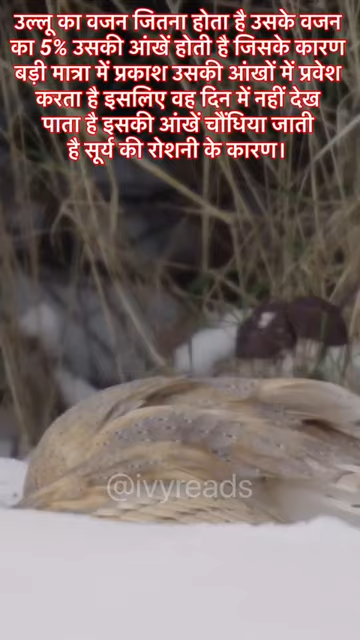 उल्लू का वजन जितना होता है उसके वजन
का 5% उसकी आंखें होती है जिसके कारण
बड़ी मात्रा में प्रकाश उसकी आंखों में प्रवेश
करता है इसलिए वह दिन में नहीं देख
पाता है इसकी आंखें चौंधिया जाती
है सूर्य की रोशनी के कारण।
@ivyreads